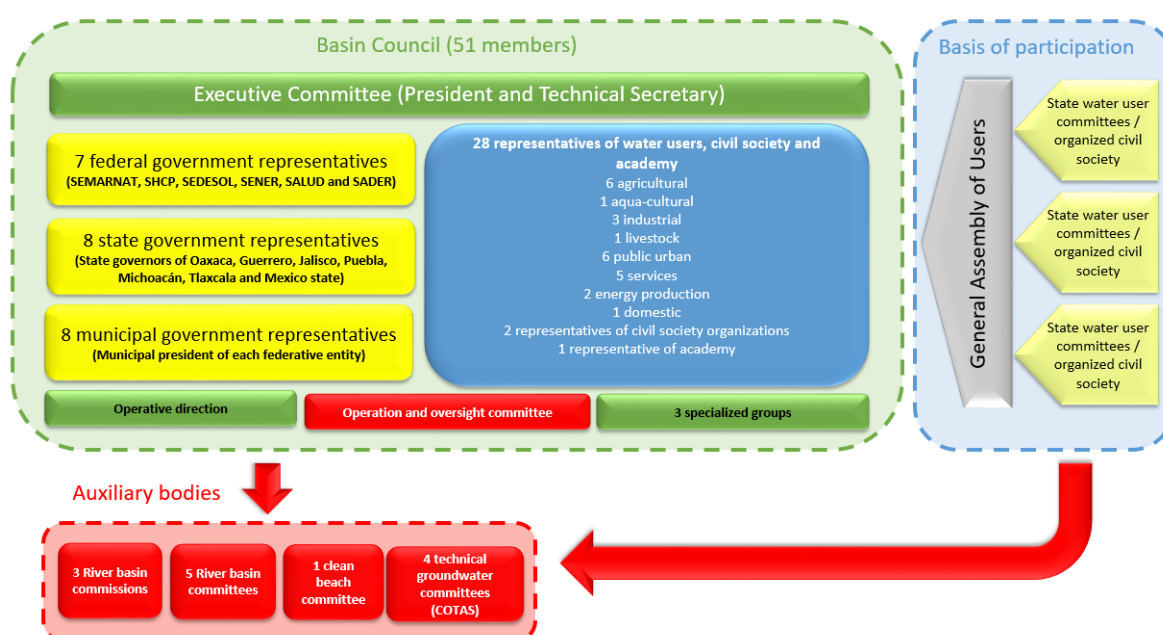 Basin Council (51 members)
Executive Committee (President and Technical Secretary)
7 federal government representatives
(SEMARNAT, SHCP, SEDESOL, SENER, SALUD and SADER)
8 state government representatives
(State governors of Oaxaca, Guerrero, Jalisco, Puebla,
Michoacán, Tlaxcala and Mexico state)
8 municipal government representatives
(Municipal president of each federative entity)
28 representatives of water users, civil society and
academy
6 agricultural
1 aqua-cultural
3 industrial
1 livestock
6 public urban
5 services
2 energy production
1 domestic
2 representatives of civil society organizations
1 representative of academy
Operative direction
Operation and oversight committee
3 specialized groups
Basis of participation
General Assembly of Users
State water user
committees /
organized civil
society
State water user
committees /
organized civil
society
State water user
committees /
organized civil
society
Auxiliary bodies
3 River basin
commissions
5 River basin
committees
1 clean
beach
committee
4 technical
groundwater
committees
(COTAS)